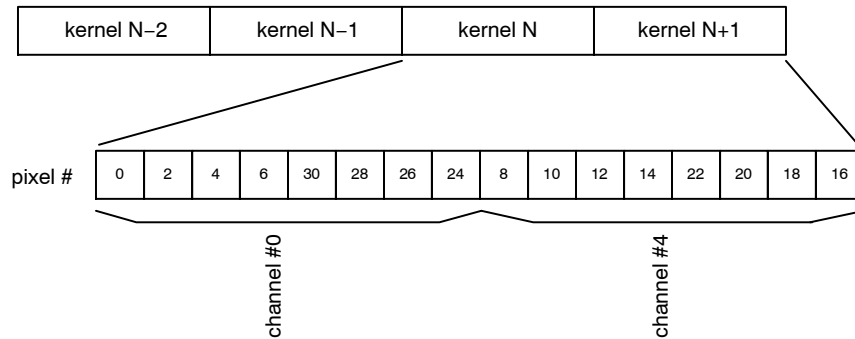 kernel N−2 kernel N−1 kernel N kernel N+1
pixel # 0 2 4 6 30 28 26 24 8 10 12 14 22 20 18 16
channel #0
channel #4